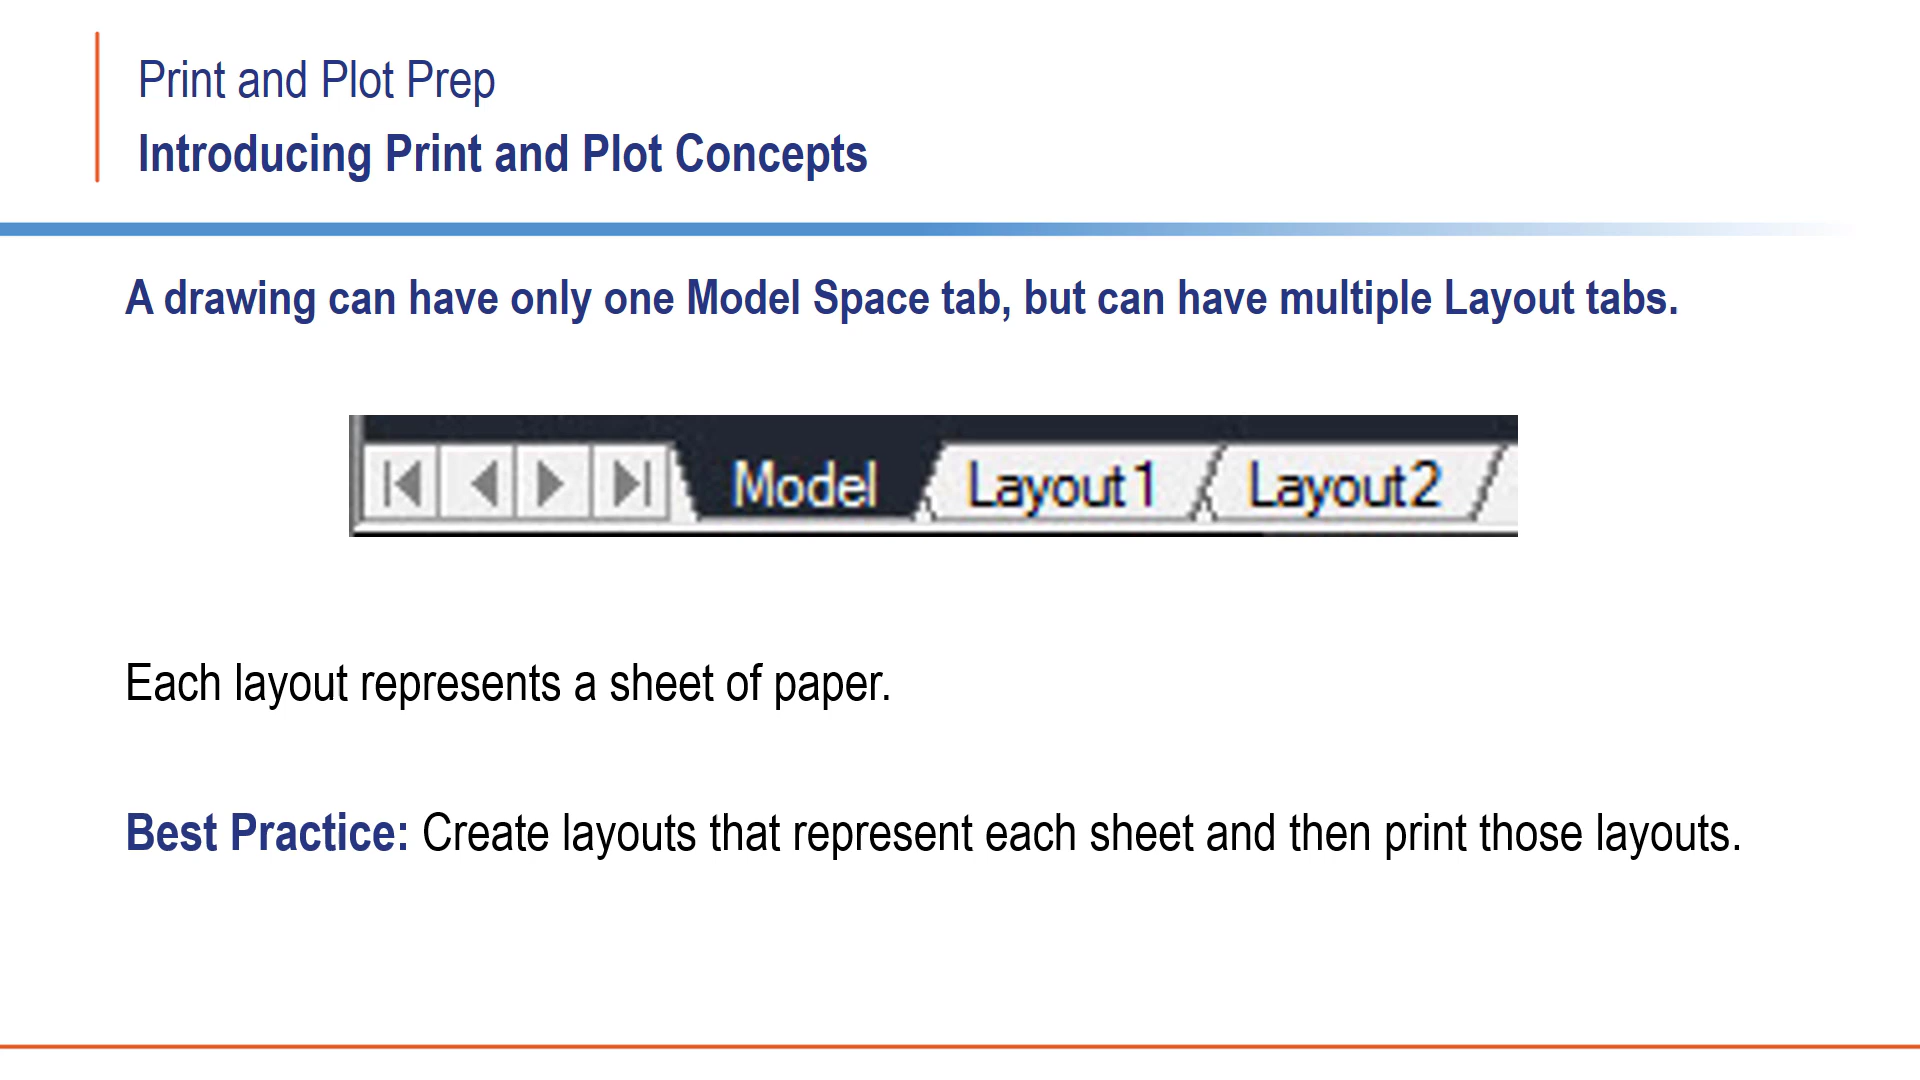 Print and Plot Prep
Introducing Print and Plot Concepts
A drawing can have only one Model Space tab, but can have multiple Layout tabs.
Model Layout1 Layout2
Each layout represents a sheet of paper.
Best Practice: Create layouts that represent each sheet and then print those layouts.